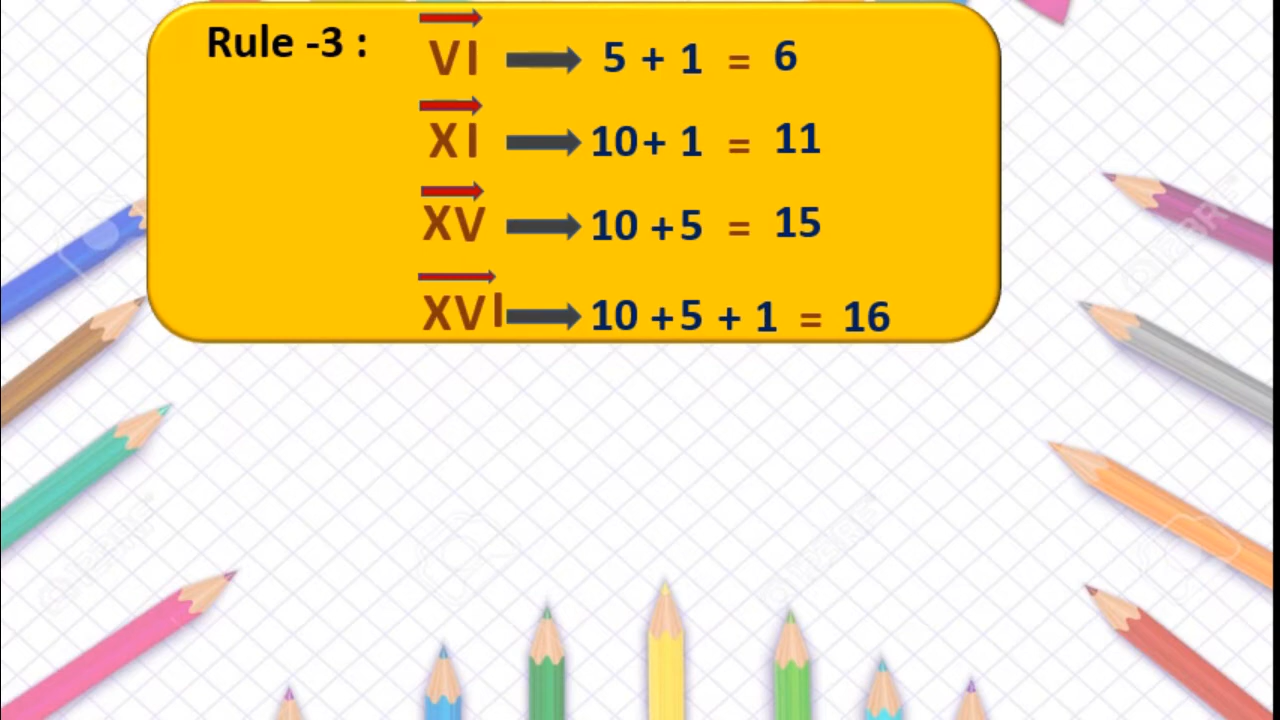 Rule -3 : VI → 5 + 1 = 6
XI → 10+ 1 = 11
XV → 10 +5 = 15
XVI → 10 +5 + 1 = 16